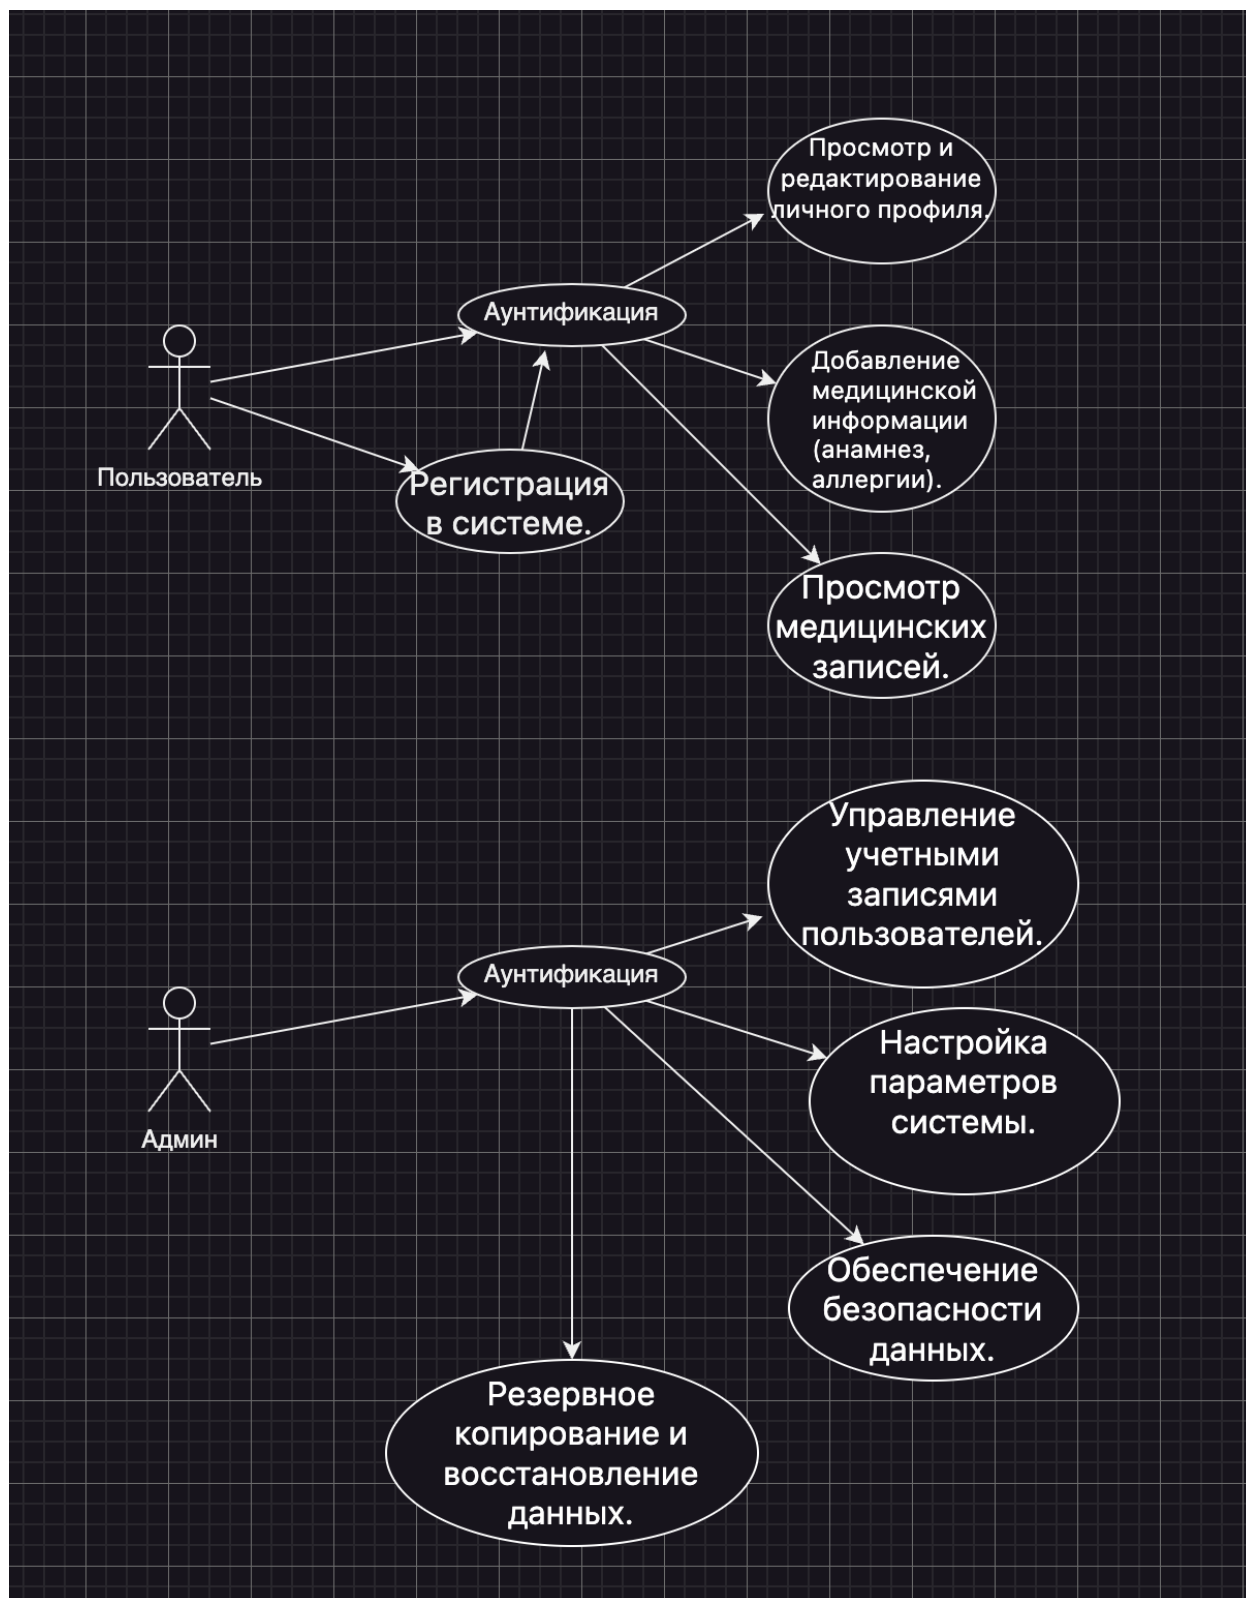 Просмотр и
редактирование
личного профиля.
Аунтификация
Добавление
медицинской
информации
(анамнез,
аллергии).
Пользователь
Регистрация
в системе.
Просмотр
медицинских
записей.
Управление
учетными
записями
пользователей.
Аунтификация
Настройка
параметров
системы.
Админ
Обеспечение
безопасности
данных.
Резервное
копирование и
восстановление
данных.